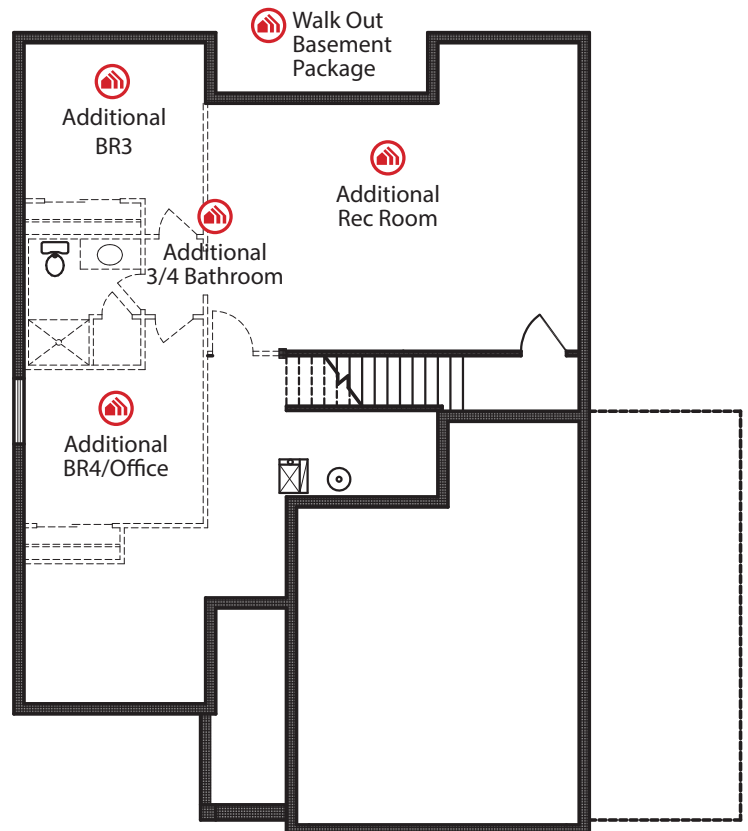 Walk Out
Basement
Package
Additional
BR3
Additional
Rec Room
Additional
3/4 Bathroom
Additional
BR4/Office